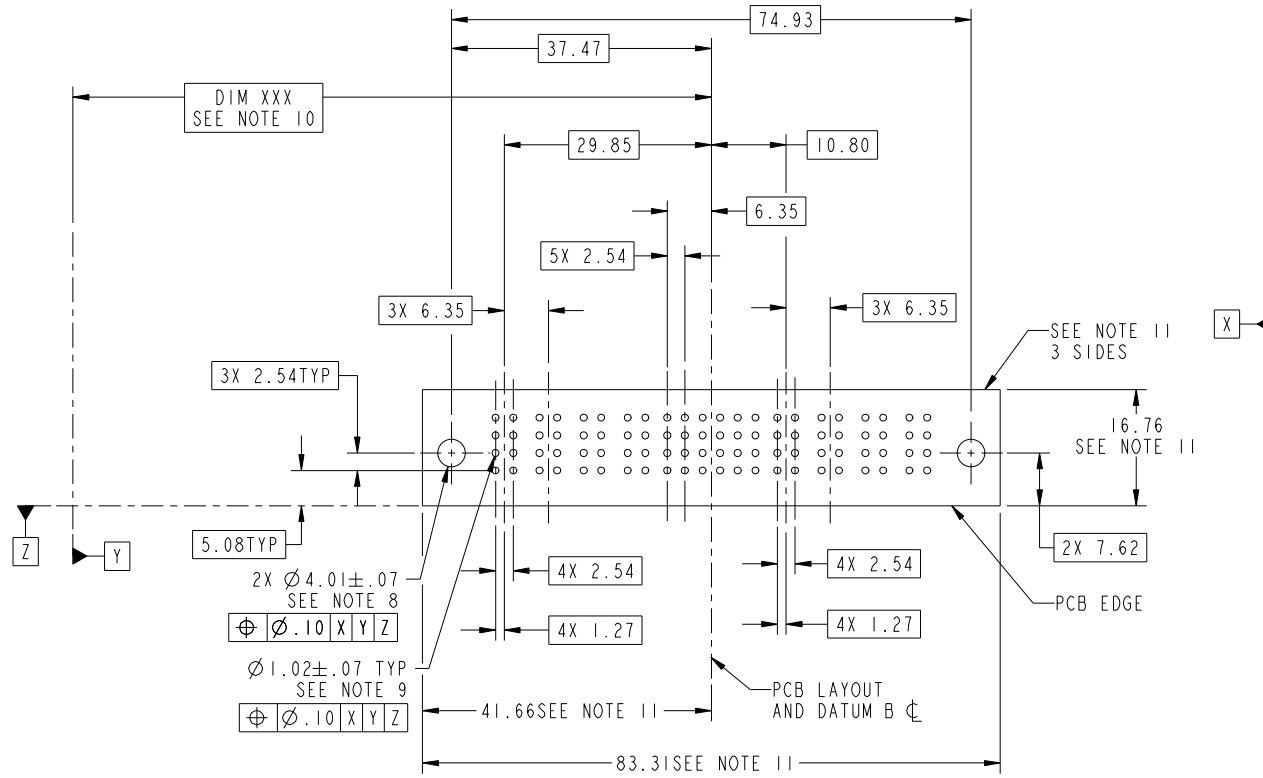 74.93
37.47
DIM XXX
SEE NOTE 10
29.85
10.80
6.35
5X 2.54
3X 6.35
3X 6.35
SEE NOTE 11
3 SIDES
X
3X 2.54TYP
16.76
SEE NOTE 11
Z
Y
5.08TYP
2X 7.62
2X Ø4.01±.07
SEE NOTE 8
⌖ Ø.10 X Y Z
4X 2.54
4X 2.54
PCB EDGE
4X 1.27
4X 1.27
Ø1.02±.07 TYP
SEE NOTE 9
⌖ Ø.10 X Y Z
PCB LAYOUT
AND DATUM B ℄
41.66SEE NOTE 11
83.31SEE NOTE 11